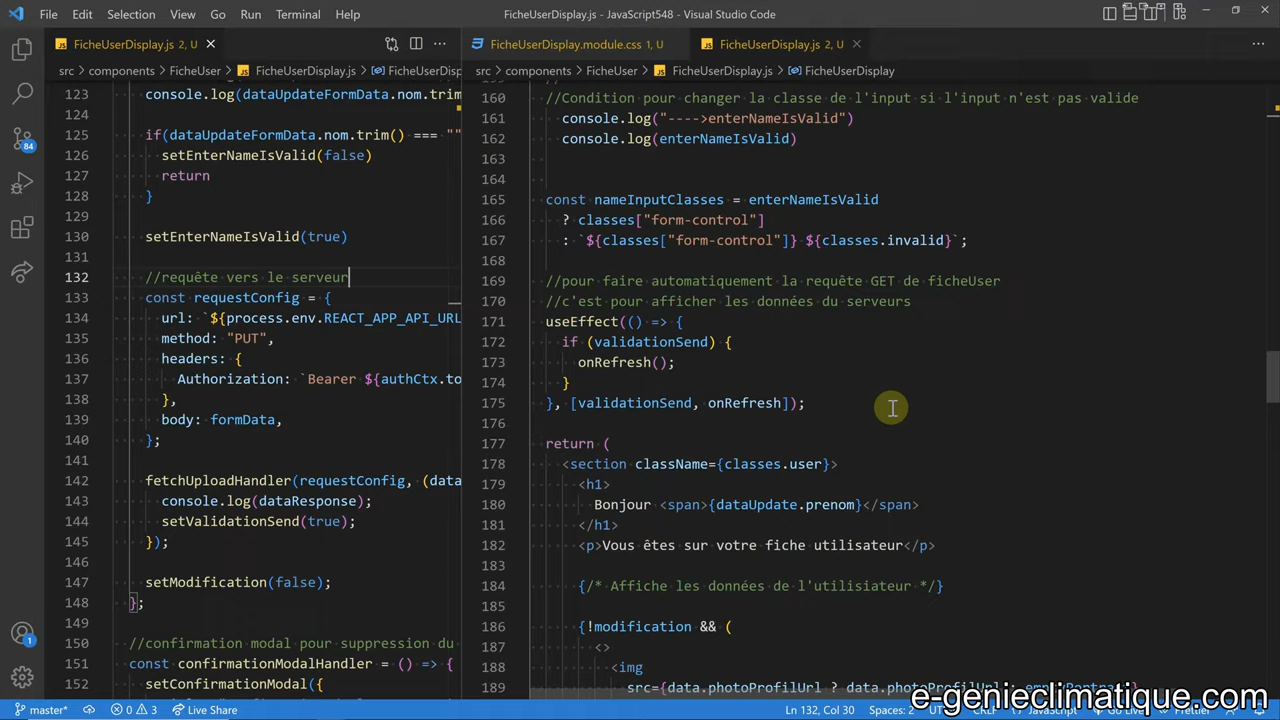 File Edit Selection View Go Run Terminal Help FicheUserDisplay.js - JavaScript548 - Visual Studio Code
FicheUserDisplay.js 2, U
src > components > FicheUser > FicheUserDisplay.js > FicheUserDisp
123
console.log(dataUpdateFormData.nom.trim
124
125 if(dataUpdateFormData.nom.trim() === ""
126 setEnterNameIsValid(false)
127 return
128 }
129
130 setEnterNameIsValid(true)
131
132 //requête vers le serveur
133 const requestConfig = {
134 url: `${process.env.REACT_APP_API_URL
135 method: "PUT",
136 headers: {
137 Authorization: `Bearer ${authCtx.to
138 },
139 body: formData,
140 };
141
142 fetchUploadHandler(requestConfig, (data
143 console.log(dataResponse);
144 setValidationSend(true);
145 });
146
147 setModification(false);
148 };
149
150 //confirmation modal pour suppression du
151 const confirmationModalHandler = () => {
152 setConfirmationModal({
FicheUserDisplay.module.css 1, U FicheUserDisplay.js 2, U
src > components > FicheUser > FicheUserDisplay.js > FicheUserDisplay
160 //Condition pour changer la classe de l'input si l'input n'est pas valide
161 console.log("---->enterNameIsValid")
162 console.log(enterNameIsValid)
163
164
165 const nameInputClasses = enterNameIsValid
166 ? classes["form-control"]
167 : `${classes["form-control"]} ${classes.invalid}`;
168
169 //pour faire automatiquement la requête GET de ficheUser
170 //c'est pour afficher les données du serveurs
171 useEffect(() => {
172 if (validationSend) {
173 onRefresh();
174 }
175 }, [validationSend, onRefresh]);
176
177 return (
178 <section className={classes.user}>
179 <h1>
180 Bonjour <span>{dataUpdate.prenom}</span>
181 </h1>
182 <p>Vous êtes sur votre fiche utilisateur</p>
183
184 {/* Affiche les données de l'utilisiateur */}
185
186 {!modification && (
187 <>
188 <img
189 src={data.photoProfilUrl ? data.photoProfilUrl : emptyPortrait}
84
1
master* 0 3 Live Share Ln 132, Col 30 Spaces: 2
e-genieclimatique.com